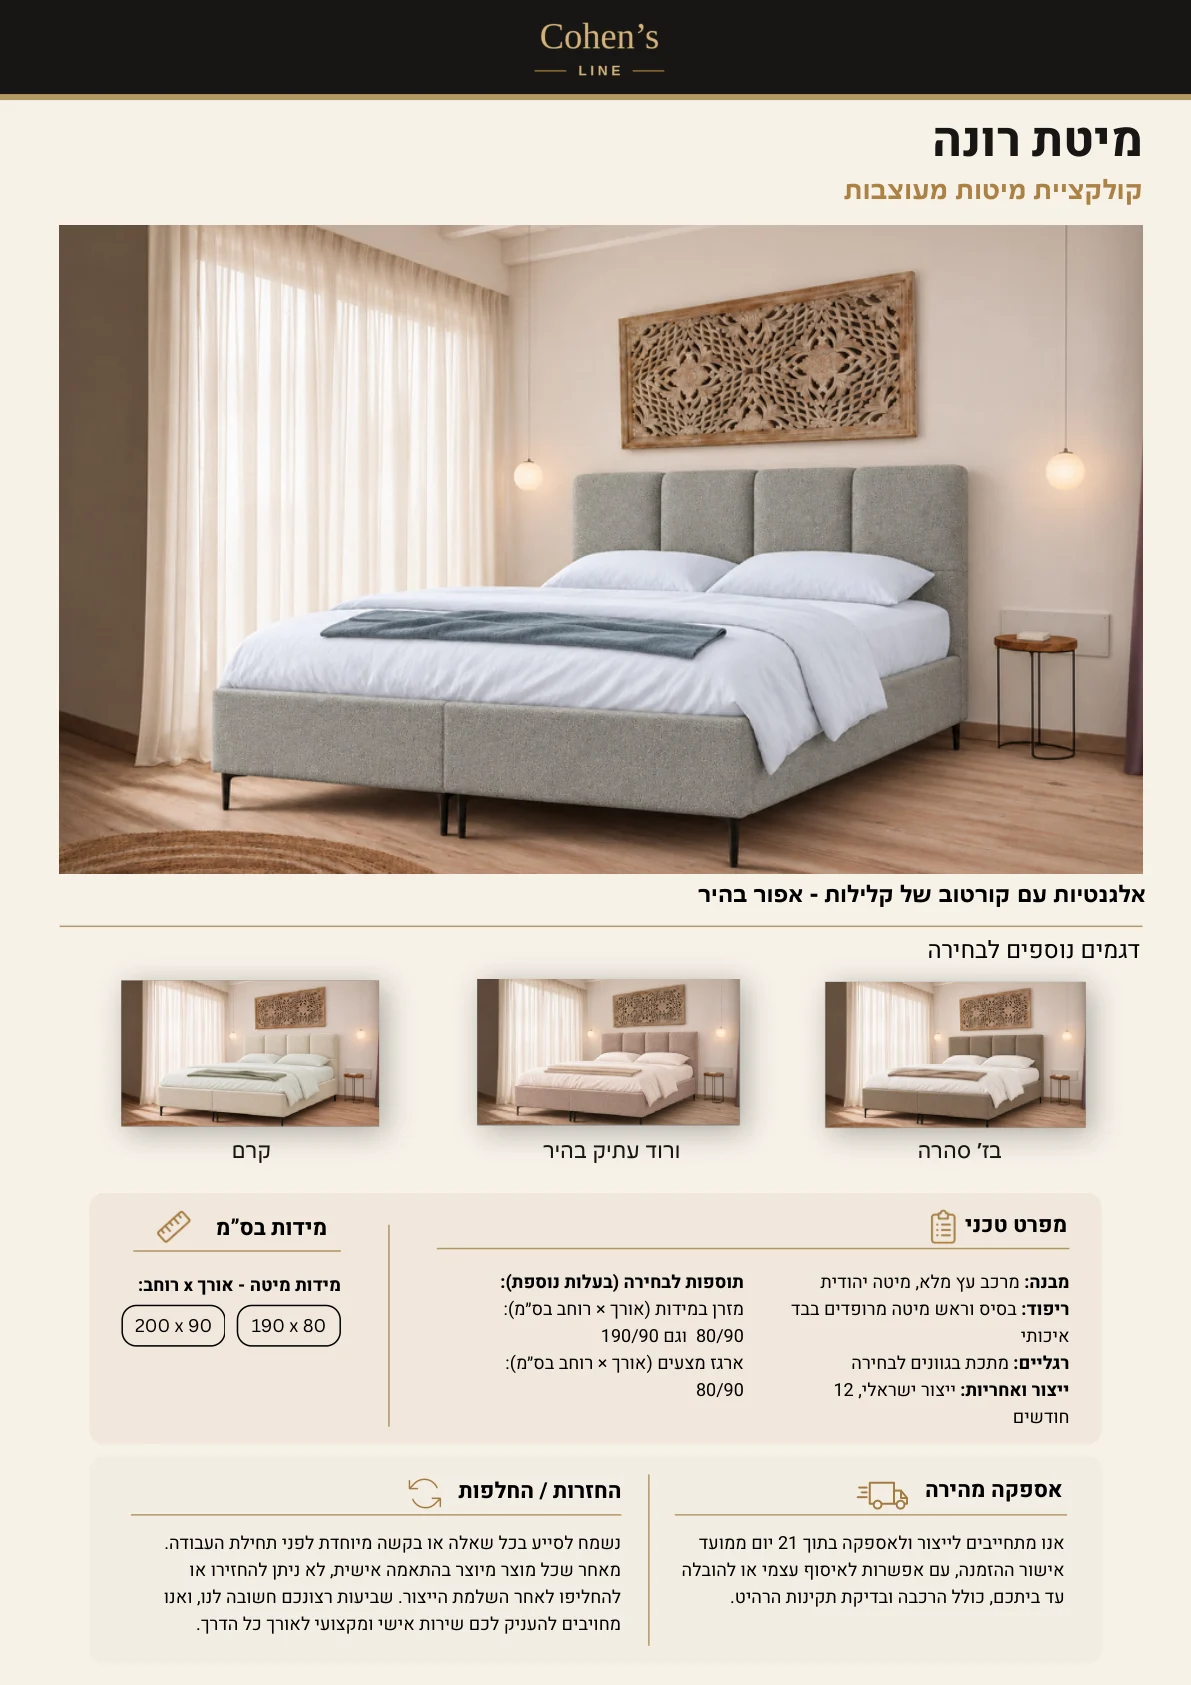 Cohen’s
LINE
מיטת רונה
קולקציית מיטות מעוצבות
אלגנטיות עם קורטוב של קלילות - אפור בהיר
דגמים נוספים לבחירה
בז’ סהרה
ורוד עתיק בהיר
קרם
מפרט טכני
מבנה: מרכב עץ מלא, מיטה יהודית
ריפוד: בסיס וראש מיטה מרופדים בבד
איכותי
רגליים: מתכת בגוונים לבחירה
ייצור ואחריות: ייצור ישראלי, 12
חודשים
תוספות לבחירה (בעלות נוספת):
מזרן במידות (אורך × רוחב בס״מ):
80/90 וגם 190/90
ארגז מצעים (אורך × רוחב בס״מ):
80/90
מידות בס”מ
מידות מיטה - אורך x רוחב:
190 x 80
200 x 90
אספקה מהירה
אנו מתחייבים לייצור ולאספקה בתוך 21 יום ממועד
אישור ההזמנה, עם אפשרות לאיסוף עצמי או להובלה
עד ביתכם, כולל הרכבה ובדיקת תקינות הרהיט.
החזרות / החלפות
נשמח לסייע בכל שאלה או בקשה מיוחדת לפני תחילת העבודה.
מאחר שכל מוצר מיוצר בהתאמה אישית, לא ניתן להחזירו או
להחליפו לאחר השלמת הייצור. שביעות רצונכם חשובה לנו, ואנו
מחויבים להעניק לכם שירות אישי ומקצועי לאורך כל הדרך.